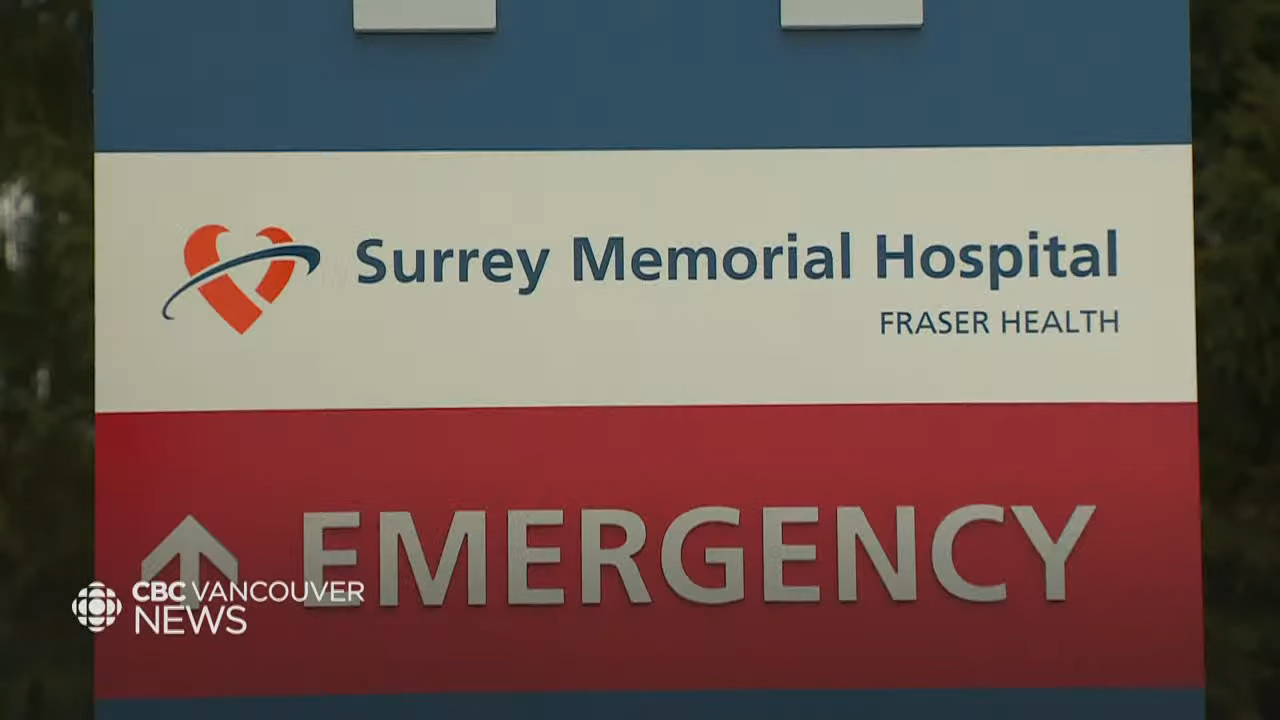 Surrey Memorial Hospital
FRASER HEALTH
EMERGENCY
CBC VANCOUVER
NEWS